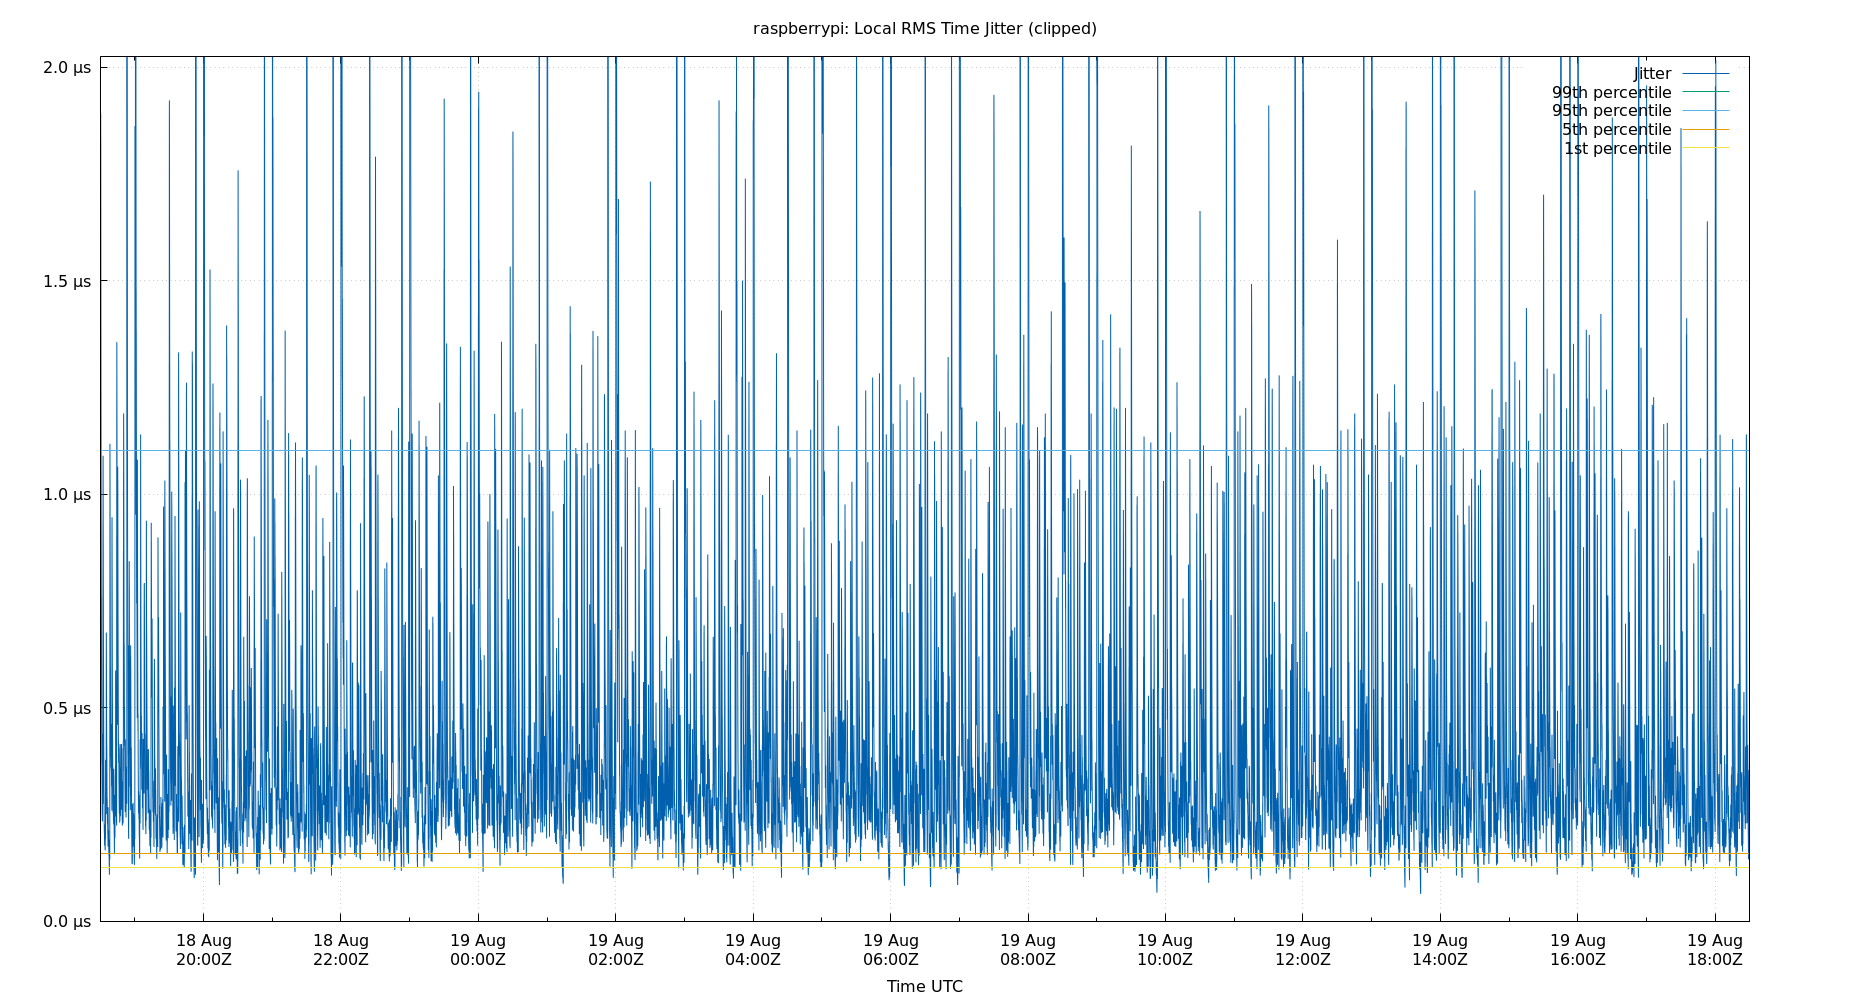 raspberrypi: Local RMS Time Jitter (clipped)
2.0 µs
1.5 µs
1.0 µs
0.5 µs
0.0 µs
Jitter
99th percentile
95th percentile
5th percentile
1st percentile
18 Aug
20:00Z
18 Aug
22:00Z
19 Aug
00:00Z
19 Aug
02:00Z
19 Aug
04:00Z
19 Aug
06:00Z
19 Aug
08:00Z
19 Aug
10:00Z
19 Aug
12:00Z
19 Aug
14:00Z
19 Aug
16:00Z
19 Aug
18:00Z
Time UTC